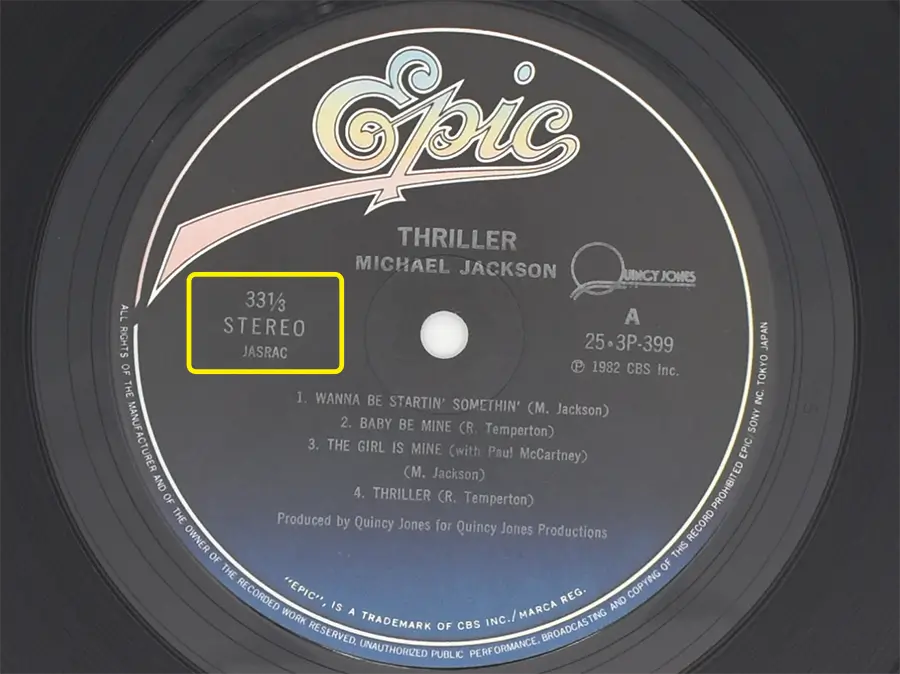 Epic
THRILLER
MICHAEL JACKSON
QUINCY JONES
33⅓
STEREO
JASRAC
A
25•3P-399
Ⓟ 1982 CBS Inc.
1. WANNA BE STARTIN' SOMETHIN' (M. Jackson)
2. BABY BE MINE (R. Temperton)
3. THE GIRL IS MINE (with Paul McCartney)
(M. Jackson)
4. THRILLER (R. Temperton)
Produced by Quincy Jones for Quincy Jones Productions
"EPIC", IS A TRADEMARK OF CBS INC./MARCA REG.
ALL RIGHTS OF THE MANUFACTURER AND OF THE OWNER OF THE RECORDED WORK RESERVED, UNAUTHORIZED PUBLIC PERFORMANCE, BROADCASTING AND COPYING OF THIS RECORD PROHIBITED EPIC/SONY INC. TOKYO JAPAN